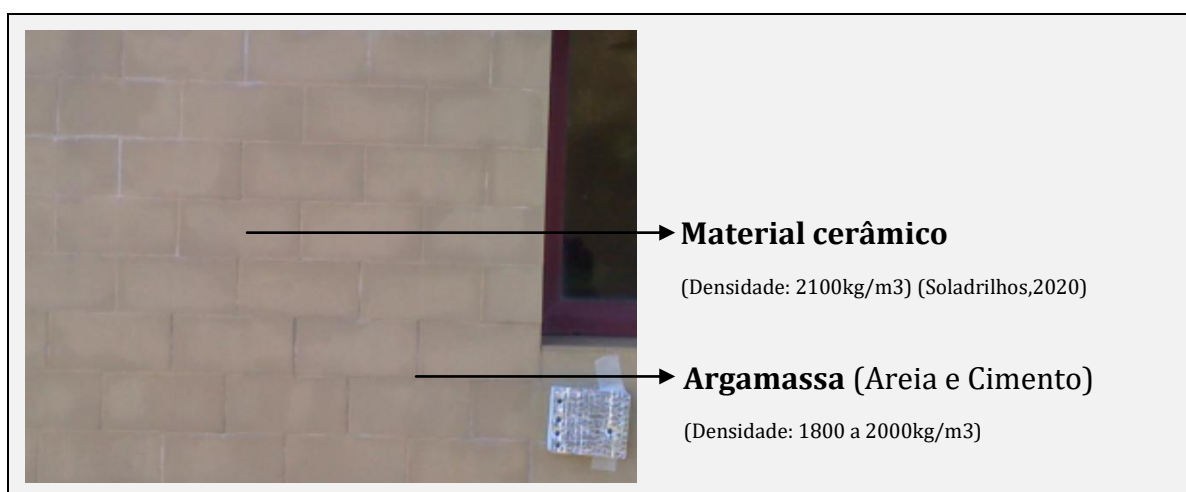 Material cerâmico
(Densidade: 2100kg/m3) (Soladrilhos,2020)
Argamassa (Areia e Cimento)
(Densidade: 1800 a 2000kg/m3)